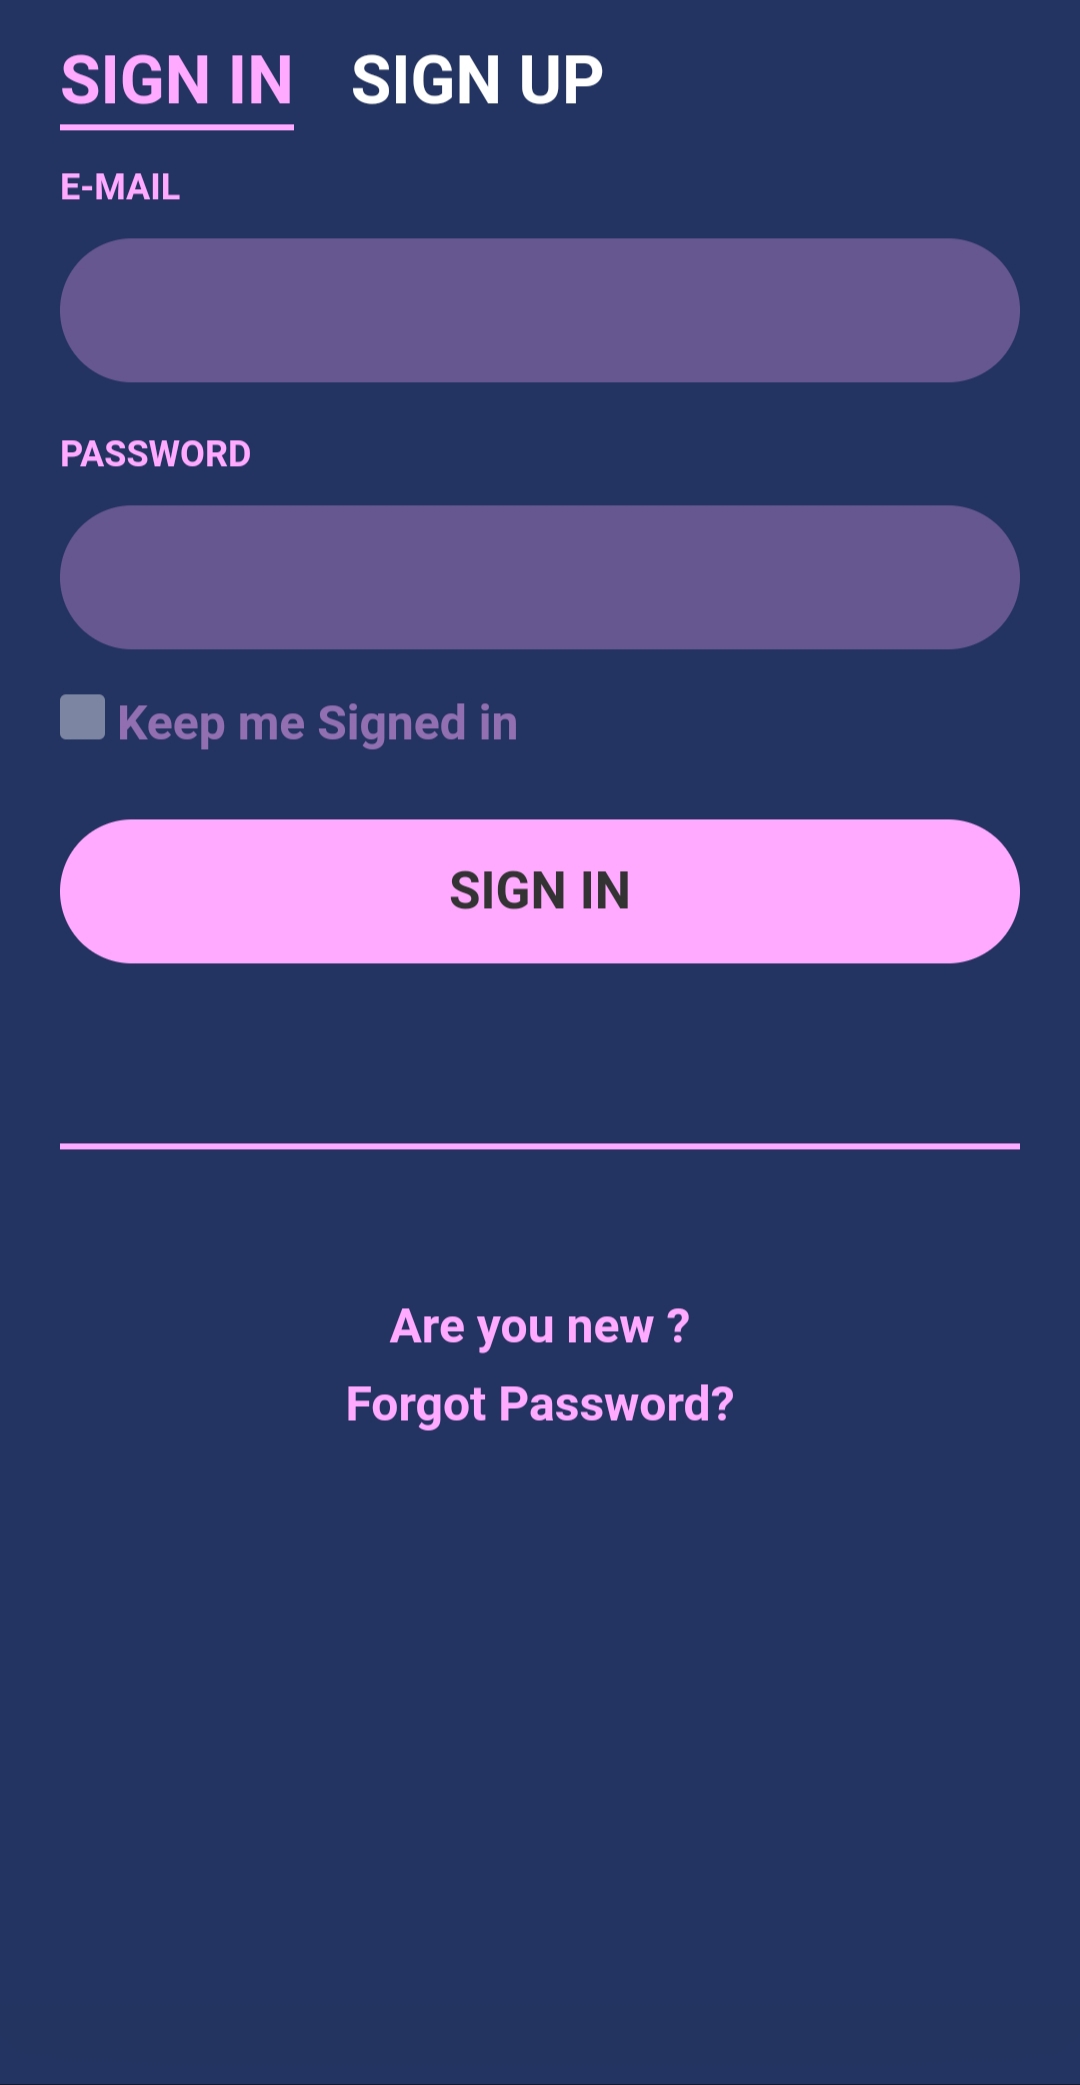 SIGN IN SIGN UP
E-MAIL
PASSWORD
Keep me Signed in
SIGN IN
Are you new ?
Forgot Password?